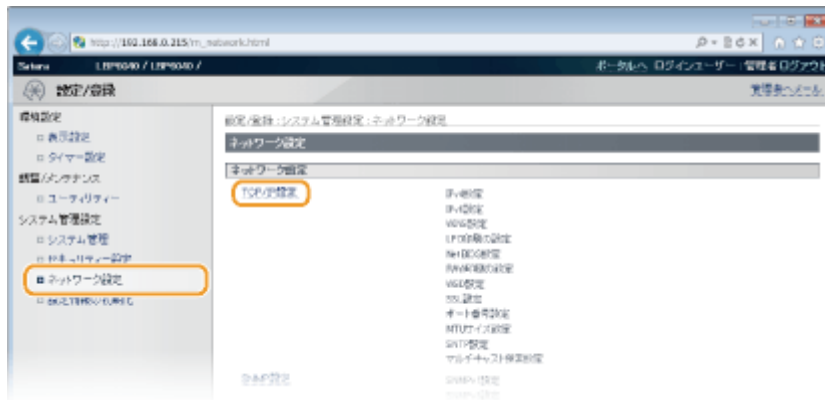 http://192.168.0.215/m_network.html
Satera LBP6040 / LBP6040 /
ポータルへ ログインユーザー: 管理者 ログアウト
設定/登録
管理者へメール
環境設定
表示設定
タイマー設定
調整/メンテナンス
ユーティリティー
システム管理設定
システム管理
セキュリティー設定
ネットワーク設定
設定情報の初期化
設定/登録 : システム管理設定 : ネットワーク設定
ネットワーク設定
ネットワーク設定
TCP/IP設定
IPv4設定
IPv6設定
WINS設定
LPD印刷の設定
NetBIOS設定
RAW印刷の設定
WSD設定
SSL設定
ポート番号設定
MTUサイズ設定
SNTP設定
マルチキャスト探索設定
SNMP設定
SNMPv1設定